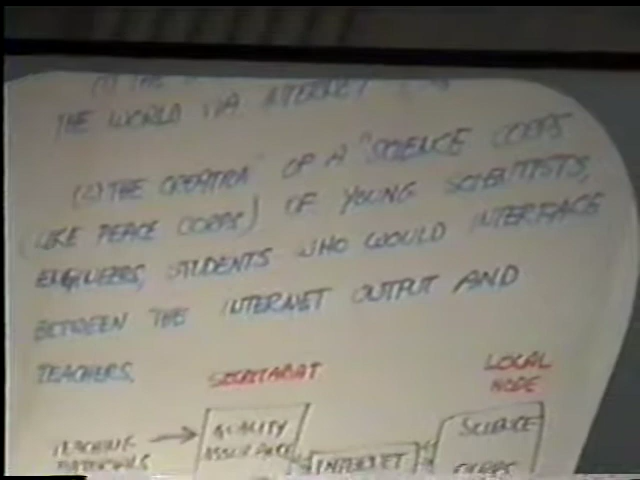 THE WORLD VIA INTERNET
(2) THE CREATION OF A "SCIENCE CORPS
(LIKE PEACE CORPS) OF YOUNG SCIENTISTS,
ENGINEERS, STUDENTS WHO WOULD INTERFACE
BETWEEN THE INTERNET OUTPUT AND
TEACHERS.
SECRETARIAT
LOCAL
NODE
TEACHING
MATERIALS
QUALITY
ASSURANCE
INTERNET
SCIENCE
CORPS